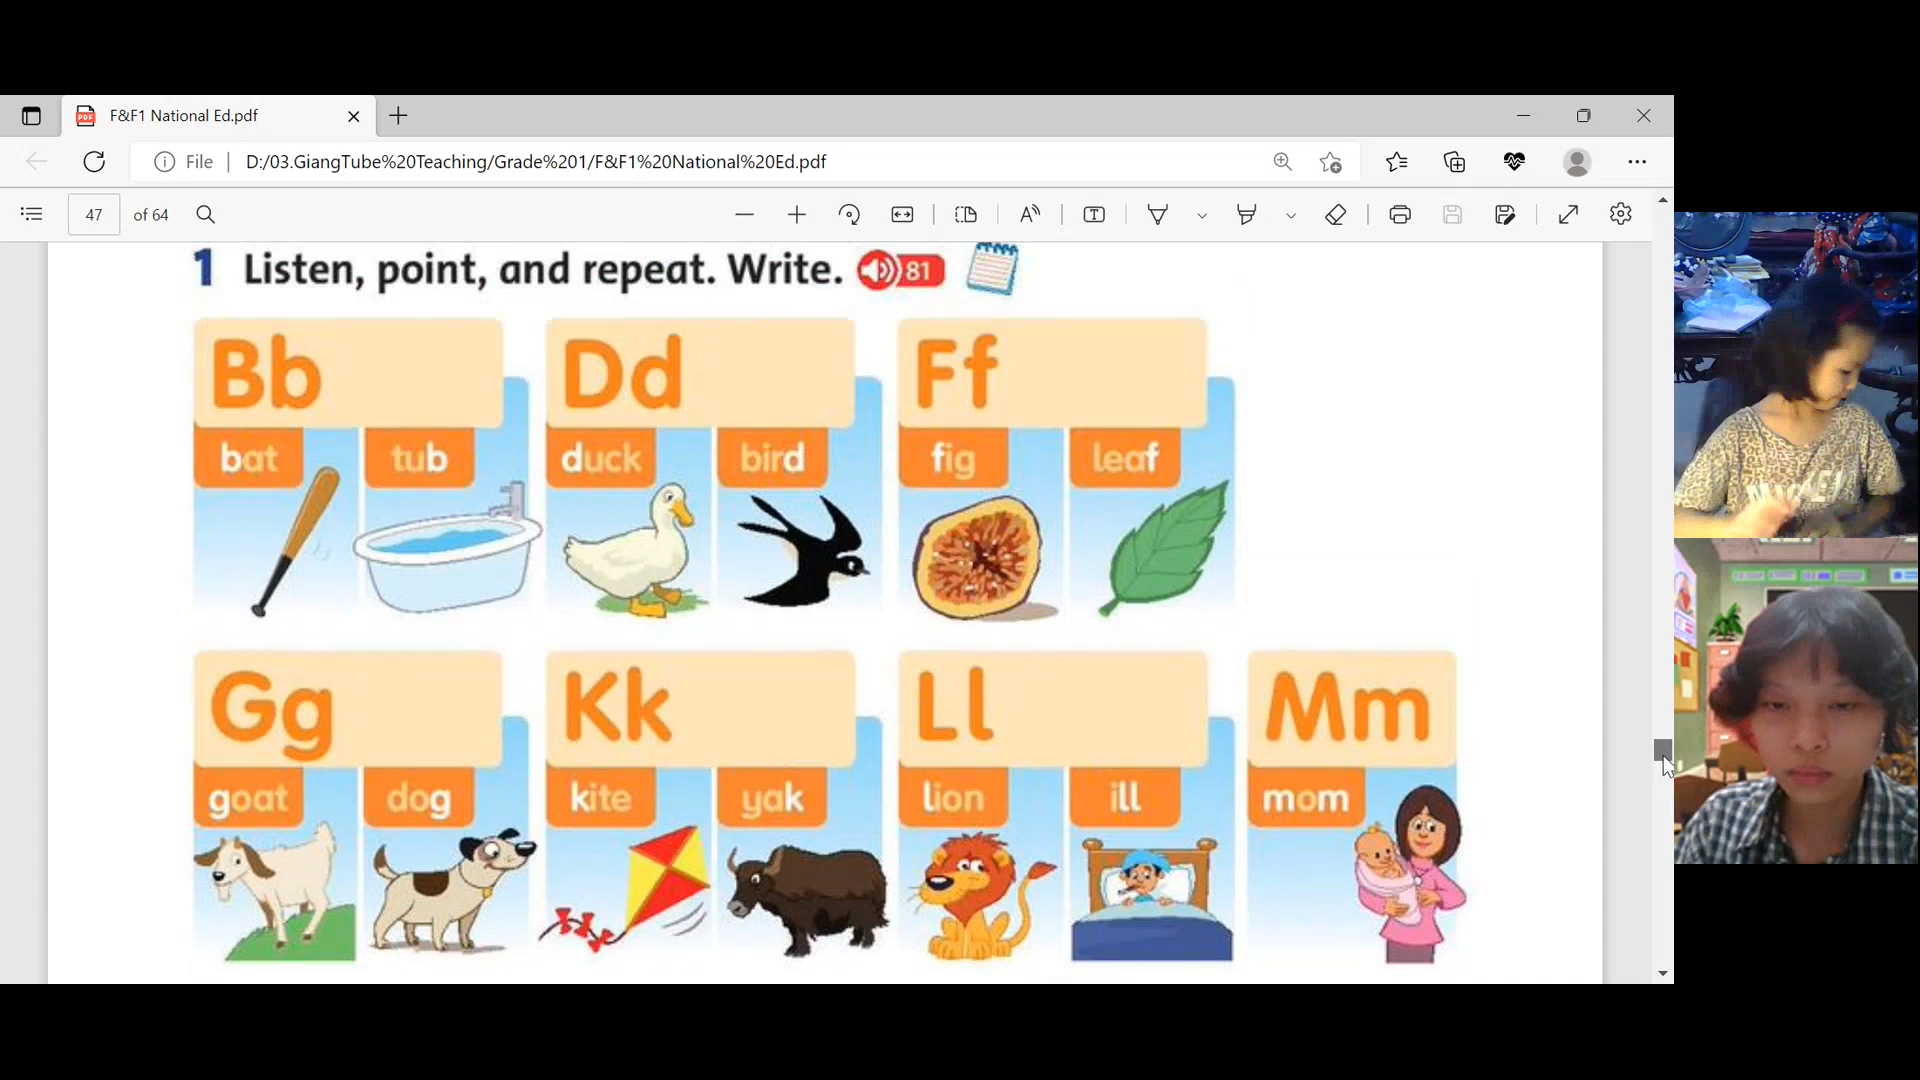 F&F1 National Ed.pdf
File | D:/03.GiangTube%20Teaching/Grade%201/F&F1%20National%20Ed.pdf
47 of 64
1 Listen, point, and repeat. Write. 81
Bb Dd Ff
bat tub duck bird fig leaf
Gg Kk Ll Mm
goat dog kite yak lion ill mom